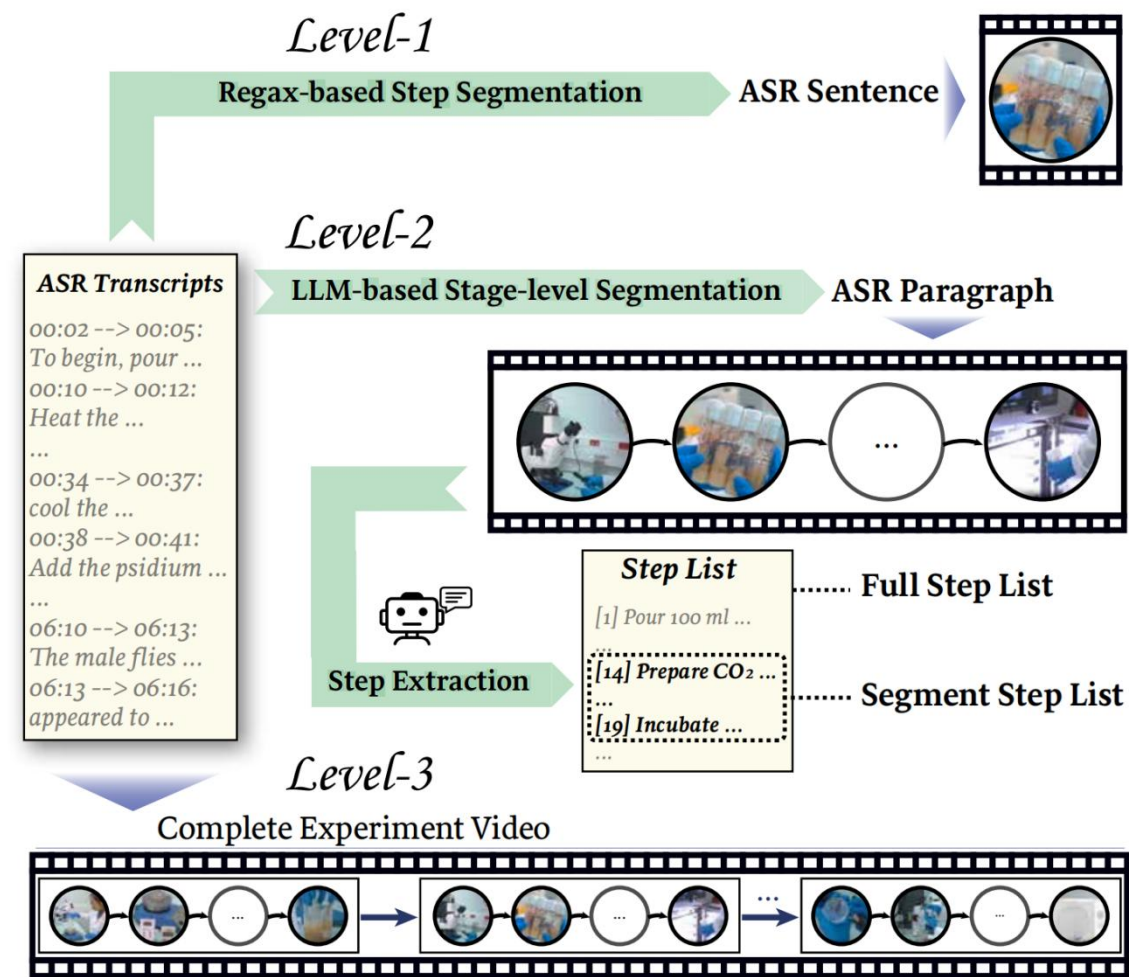 Level-1
Regax-based Step Segmentation
ASR Sentence
Level-2
LLM-based Stage-level Segmentation
ASR Paragraph
ASR Transcripts
00:02 --> 00:05:
To begin, pour ...
00:10 --> 00:12:
Heat the ...
...
00:34 --> 00:37:
cool the ...
00:38 --> 00:41:
Add the psidium ...
...
06:10 --> 06:13:
The male flies ...
06:13 --> 06:16:
appeared to ...
...
Step Extraction
Step List
[1] Pour 100 ml ...
...
[14] Prepare CO₂ ...
...
[19] Incubate ...
...
Full Step List
Segment Step List
Level-3
Complete Experiment Video
...
...
...
...